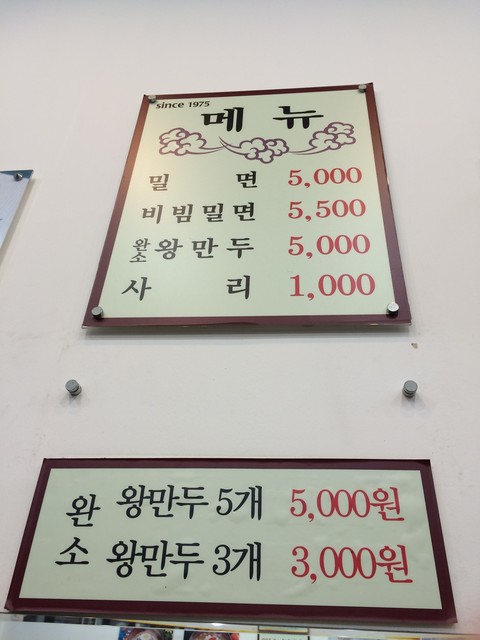 since 1975
메뉴
밀면 5,000
비빔밀면 5,500
완소 왕만두 5,000
사리 1,000
완소
왕만두 5개 5,000원
왕만두 3개 3,000원